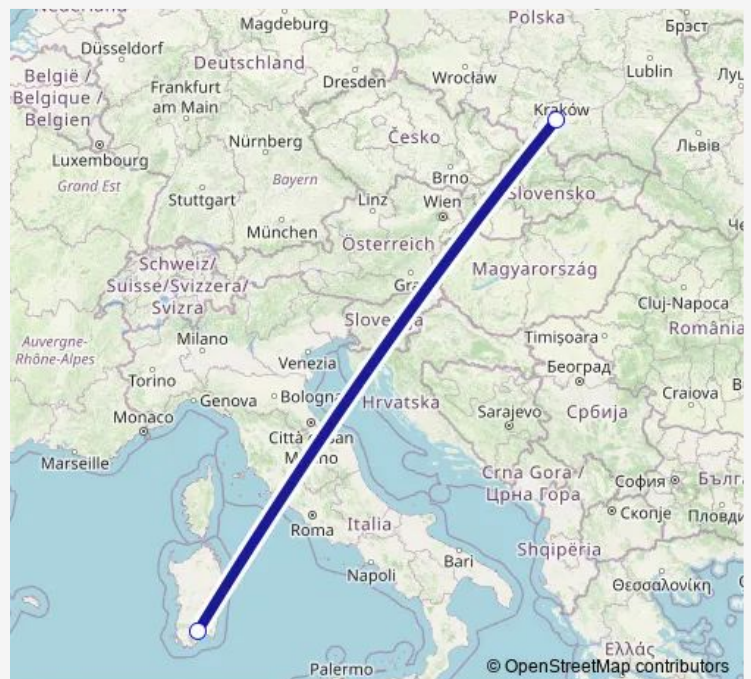 Polska
Magdeburg
Брэст
Düsseldorf
Deutschland
België /
Belgique /
Belgien
Frankfurt
am Main
Dresden
Wrocław
Lublin
Kraków
Luxembourg
Nürnberg
Česko
Львів
Grand Est
Bayern
Brno
Slovensko
Stuttgart
Linz
Wien
München
Österreich
Schweiz/
Suisse/Svizzera/
Svizra
Magyarország
Cluj-Napoca
România
Auvergne-
Rhône-Alpes
Milano
Timișoara
Venezia
Београд
Torino
Genova
Bologna
Hrvatska
Craiova
Monaco
Sarajevo
Србија
Marseille
Crna Gora /
Црна Гора
София
Скопје
Roma
Italia
Shqipëria
Napoli
Bari
Θεσσαλονίκη
Ελλάς
Palermo
© OpenStreetMap contributors